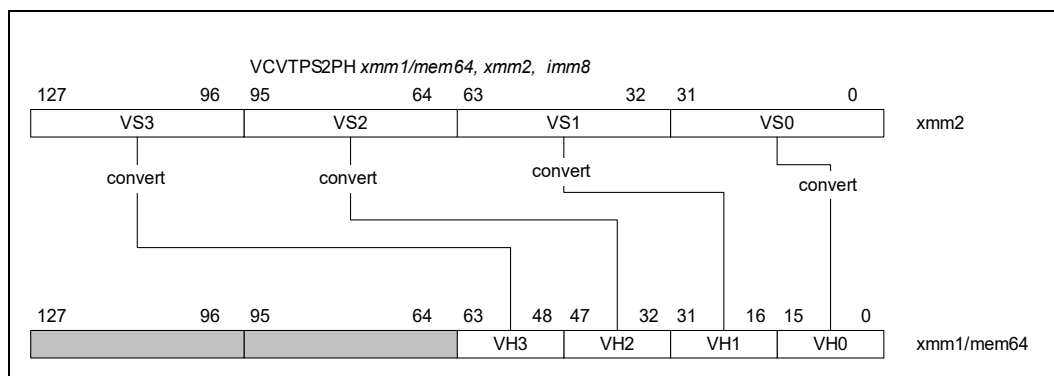 VCVTPS2PH xmm1/mem64, xmm2, imm8
127 96 95 64 63 32 31 0
VS3 VS2 VS1 VS0 xmm2
convert convert convert convert
127 96 95 64 63 48 47 32 31 16 15 0
VH3 VH2 VH1 VH0 xmm1/mem64